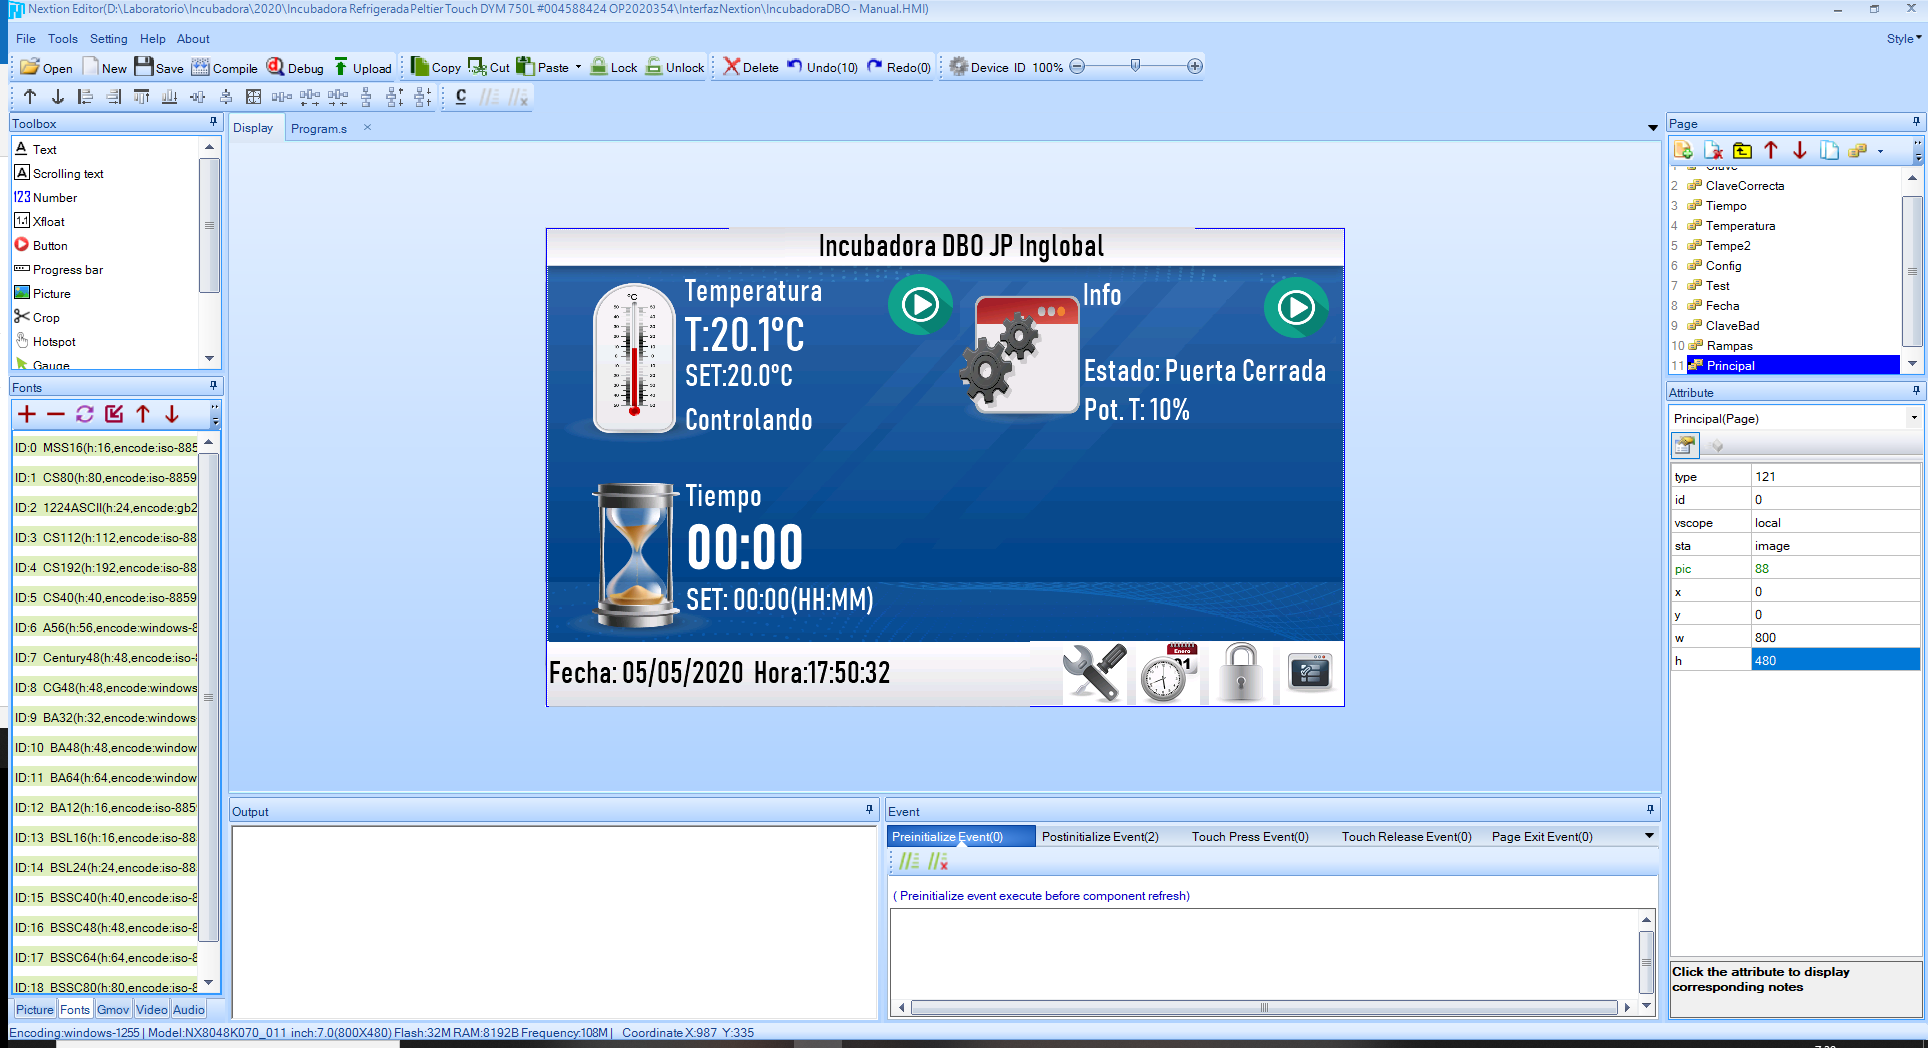 Nextion Editor(D:\Laboratorio\Incubadora\2020\Incubadora Refrigerada Peltier Touch DYM 750L #004588424 OP2020354\InterfazNextion\IncubadoraDBO - Manual.HMI)
File Tools Setting Help About Style
Open New Save Compile Debug Upload Copy Cut Paste Lock Unlock Delete Undo(10) Redo(0) Device ID 100%
Toolbox
Text
Scrolling text
123 Number
1.1 Xfloat
Button
Progress bar
Picture
Crop
Hotspot
Gauge
Fonts
ID:0 MSS16(h:16,encode:iso-885
ID:1 CS80(h:80,encode:iso-8859
ID:2 1224ASCII(h:24,encode:gb2
ID:3 CS112(h:112,encode:iso-88
ID:4 CS192(h:192,encode:iso-88
ID:5 CS40(h:40,encode:iso-8859
ID:6 A56(h:56,encode:windows-8
ID:7 Century48(h:48,encode:iso-
ID:8 CG48(h:48,encode:windows
ID:9 BA32(h:32,encode:windows-
ID:10 BA48(h:48,encode:window
ID:11 BA64(h:64,encode:window
ID:12 BA12(h:16,encode:iso-885
ID:13 BSL16(h:16,encode:iso-88
ID:14 BSL24(h:24,encode:iso-88
ID:15 BSSC40(h:40,encode:iso-8
ID:16 BSSC48(h:48,encode:iso-8
ID:17 BSSC64(h:64,encode:iso-8
ID:18 BSSC80(h:80,encode:iso-8
Picture Fonts Gmov Video Audio
Display Program.s
Incubadora DBO JP Inglobal
°C
Temperatura
T:20.1°C
SET:20.0°C
Controlando
Info
Estado: Puerta Cerrada
Pot. T: 10%
Tiempo
00:00
SET: 00:00(HH:MM)
Fecha: 05/05/2020 Hora:17:50:32
Enero
Output
Event
Preinitialize Event(0) Postinitialize Event(2) Touch Press Event(0) Touch Release Event(0) Page Exit Event(0)
( Preinitialize event execute before component refresh)
Page
1 Clave
2 ClaveCorrecta
3 Tiempo
4 Temperatura
5 Tempe2
6 Config
7 Test
8 Fecha
9 ClaveBad
10 Rampas
11 Principal
Attribute
Principal(Page)
type 121
id 0
vscope local
sta image
pic 88
x 0
y 0
w 800
h 480
Click the attribute to display
corresponding notes
Encoding:windows-1255 | Model:NX8048K070_011 inch:7.0(800X480) Flash:32M RAM:8192B Frequency:108M | Coordinate X:987 Y:335